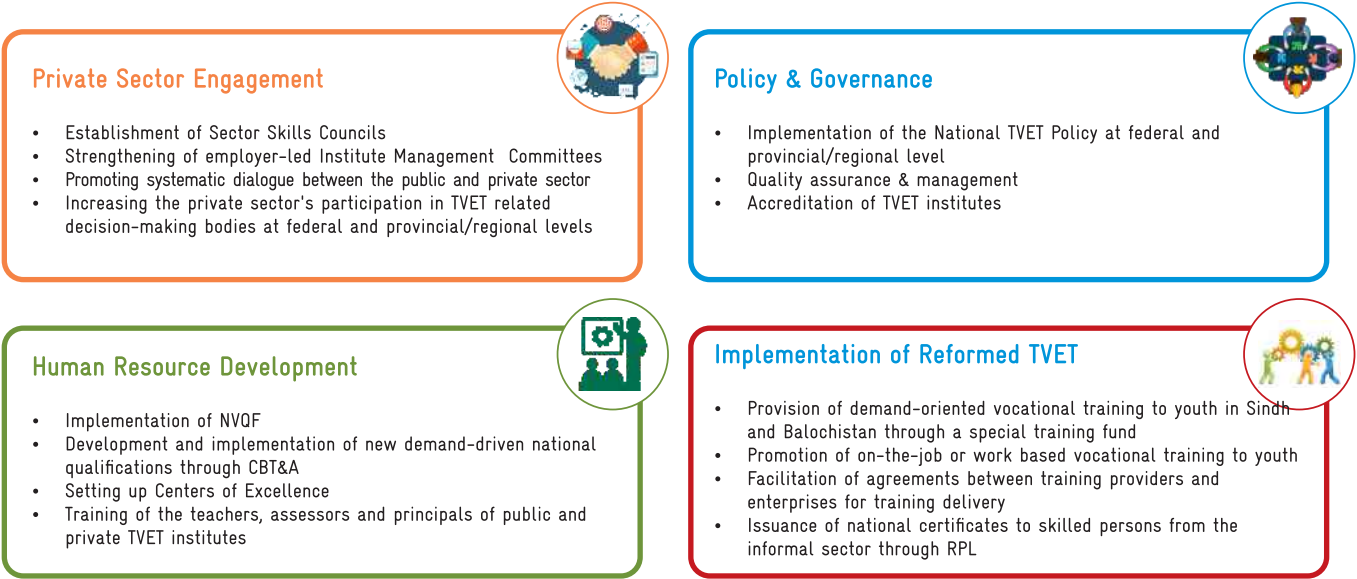 Private Sector Engagement
• Establishment of Sector Skills Councils
• Strengthening of employer-led Institute Management Committees
• Promoting systematic dialogue between the public and private sector
• Increasing the private sector's participation in TVET related
decision-making bodies at federal and provincial/regional levels
Policy & Governance
• Implementation of the National TVET Policy at federal and
provincial/regional level
• Quality assurance & management
• Accreditation of TVET institutes
Human Resource Development
• Implementation of NVQF
• Development and implementation of new demand-driven national
qualifications through CBT&A
• Setting up Centers of Excellence
• Training of the teachers, assessors and principals of public and
private TVET institutes
Implementation of Reformed TVET
• Provision of demand-oriented vocational training to youth in Sindh
and Balochistan through a special training fund
• Promotion of on-the-job or work based vocational training to youth
• Facilitation of agreements between training providers and
enterprises for training delivery
• Issuance of national certificates to skilled persons from the
informal sector through RPL